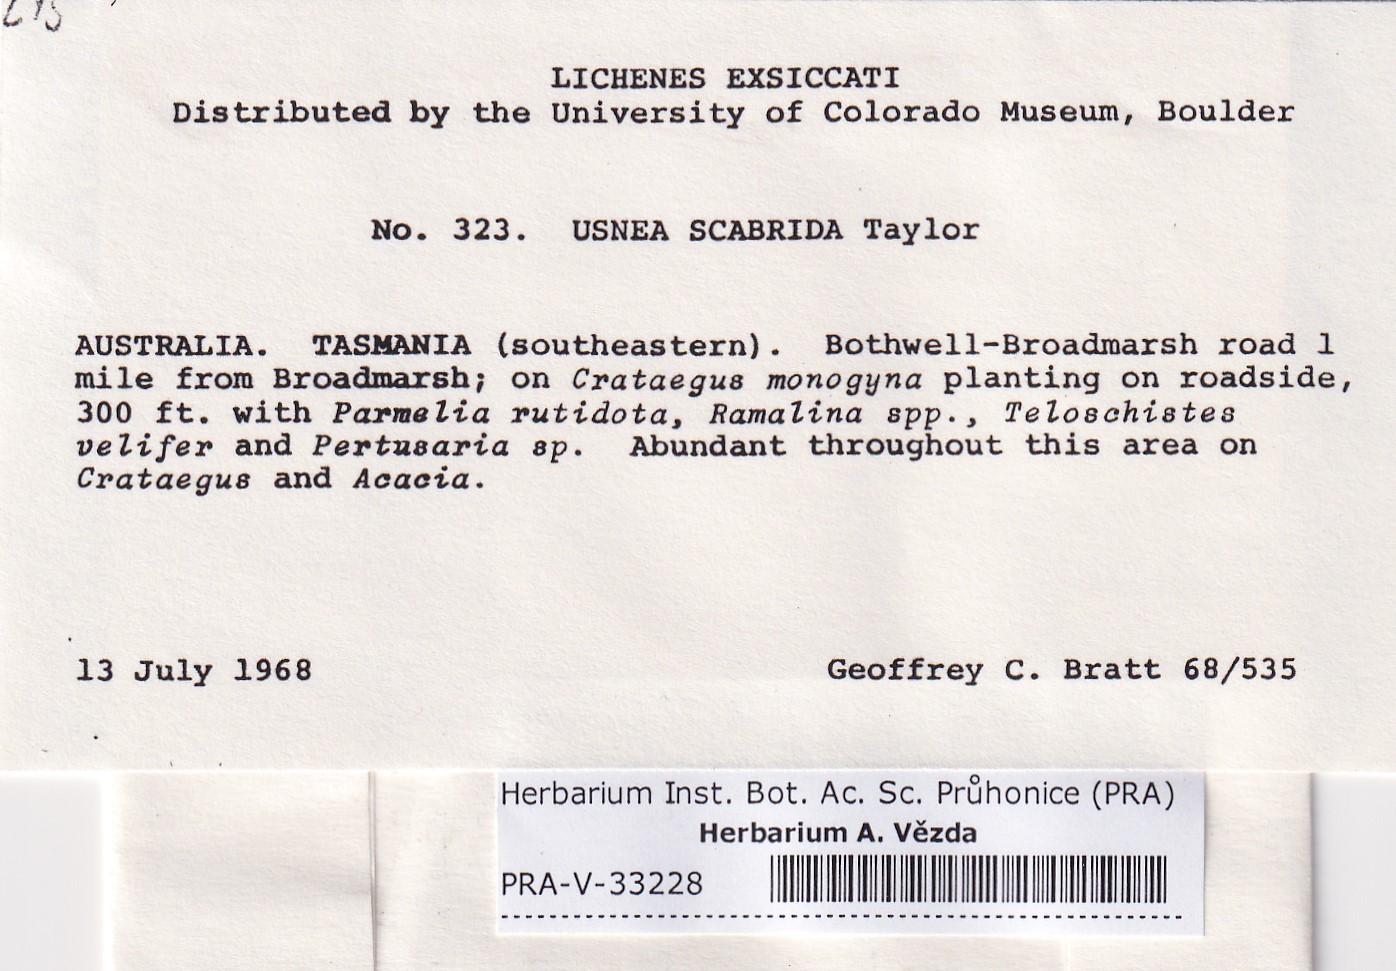 LICHENES EXSICCATI
Distributed by the University of Colorado Museum, Boulder
No. 323. USNEA SCABRIDA Taylor
AUSTRALIA. TASMANIA (southeastern). Bothwell-Broadmarsh road 1
mile from Broadmarsh; on Crataegus monogyna planting on roadside,
300 ft. with Parmelia rutidota, Ramalina spp., Teloschistes
velifer and Pertusaria sp. Abundant throughout this area on
Crataegus and Acacia.
13 July 1968 Geoffrey C. Bratt 68/535
Herbarium Inst. Bot. Ac. Sc. Průhonice (PRA)
Herbarium A. Vězda
PRA-V-33228